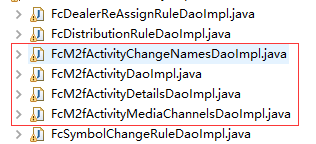 FcDealerReAssignRuleDaoImpl.java
FcDistributionRuleDaoImpl.java
FcM2fActivityChangeNamesDaoImpl.java
FcM2fActivityDaoImpl.java
FcM2fActivityDetailsDaoImpl.java
FcM2fActivityMediaChannelsDaoImpl.java
FcSymbolChangeRuleDaoImpl.java